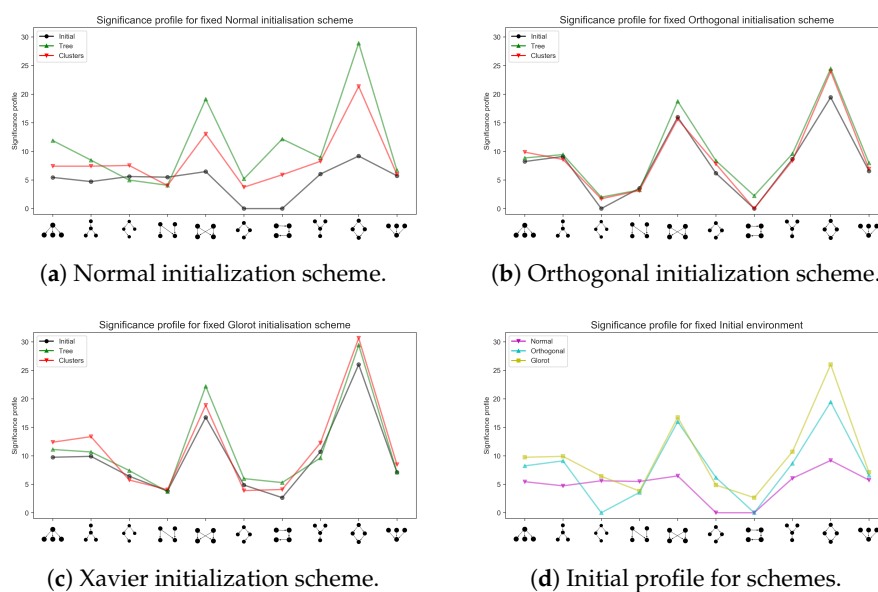 Significance profile for fixed Normal initialisation scheme
Initial
Tree
Clusters
Significance profile
30
25
20
15
10
5
0
(a) Normal initialization scheme.
Significance profile for fixed Orthogonal initialisation scheme
Initial
Tree
Clusters
Significance profile
30
25
20
15
10
5
0
(b) Orthogonal initialization scheme.
Significance profile for fixed Glorot initialisation scheme
Initial
Tree
Clusters
Significance profile
30
25
20
15
10
5
0
(c) Xavier initialization scheme.
Significance profile for fixed Initial environment
Normal
Orthogonal
Glorot
Significance profile
30
25
20
15
10
5
0
(d) Initial profile for schemes.